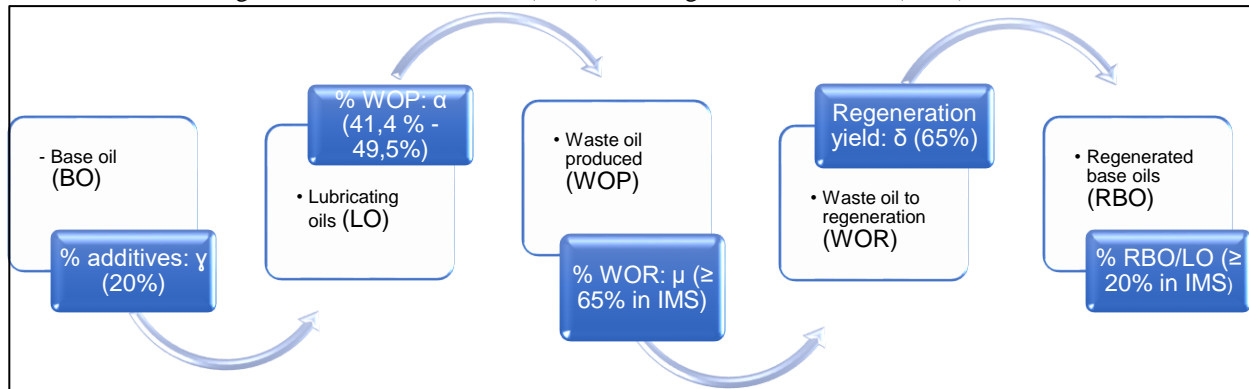 - Base oil
(BO)
% additives: ɣ
(20%)
% WOP: α
(41,4 % -
49,5%)
• Lubricating
oils (LO)
• Waste oil
produced
(WOP)
% WOR: μ (≥
65% in IMS)
Regeneration
yield: δ (65%)
• Waste oil to
regeneration
(WOR)
• Regenerated
base oils
(RBO)
% RBO/LO (≥
20% in IMS)